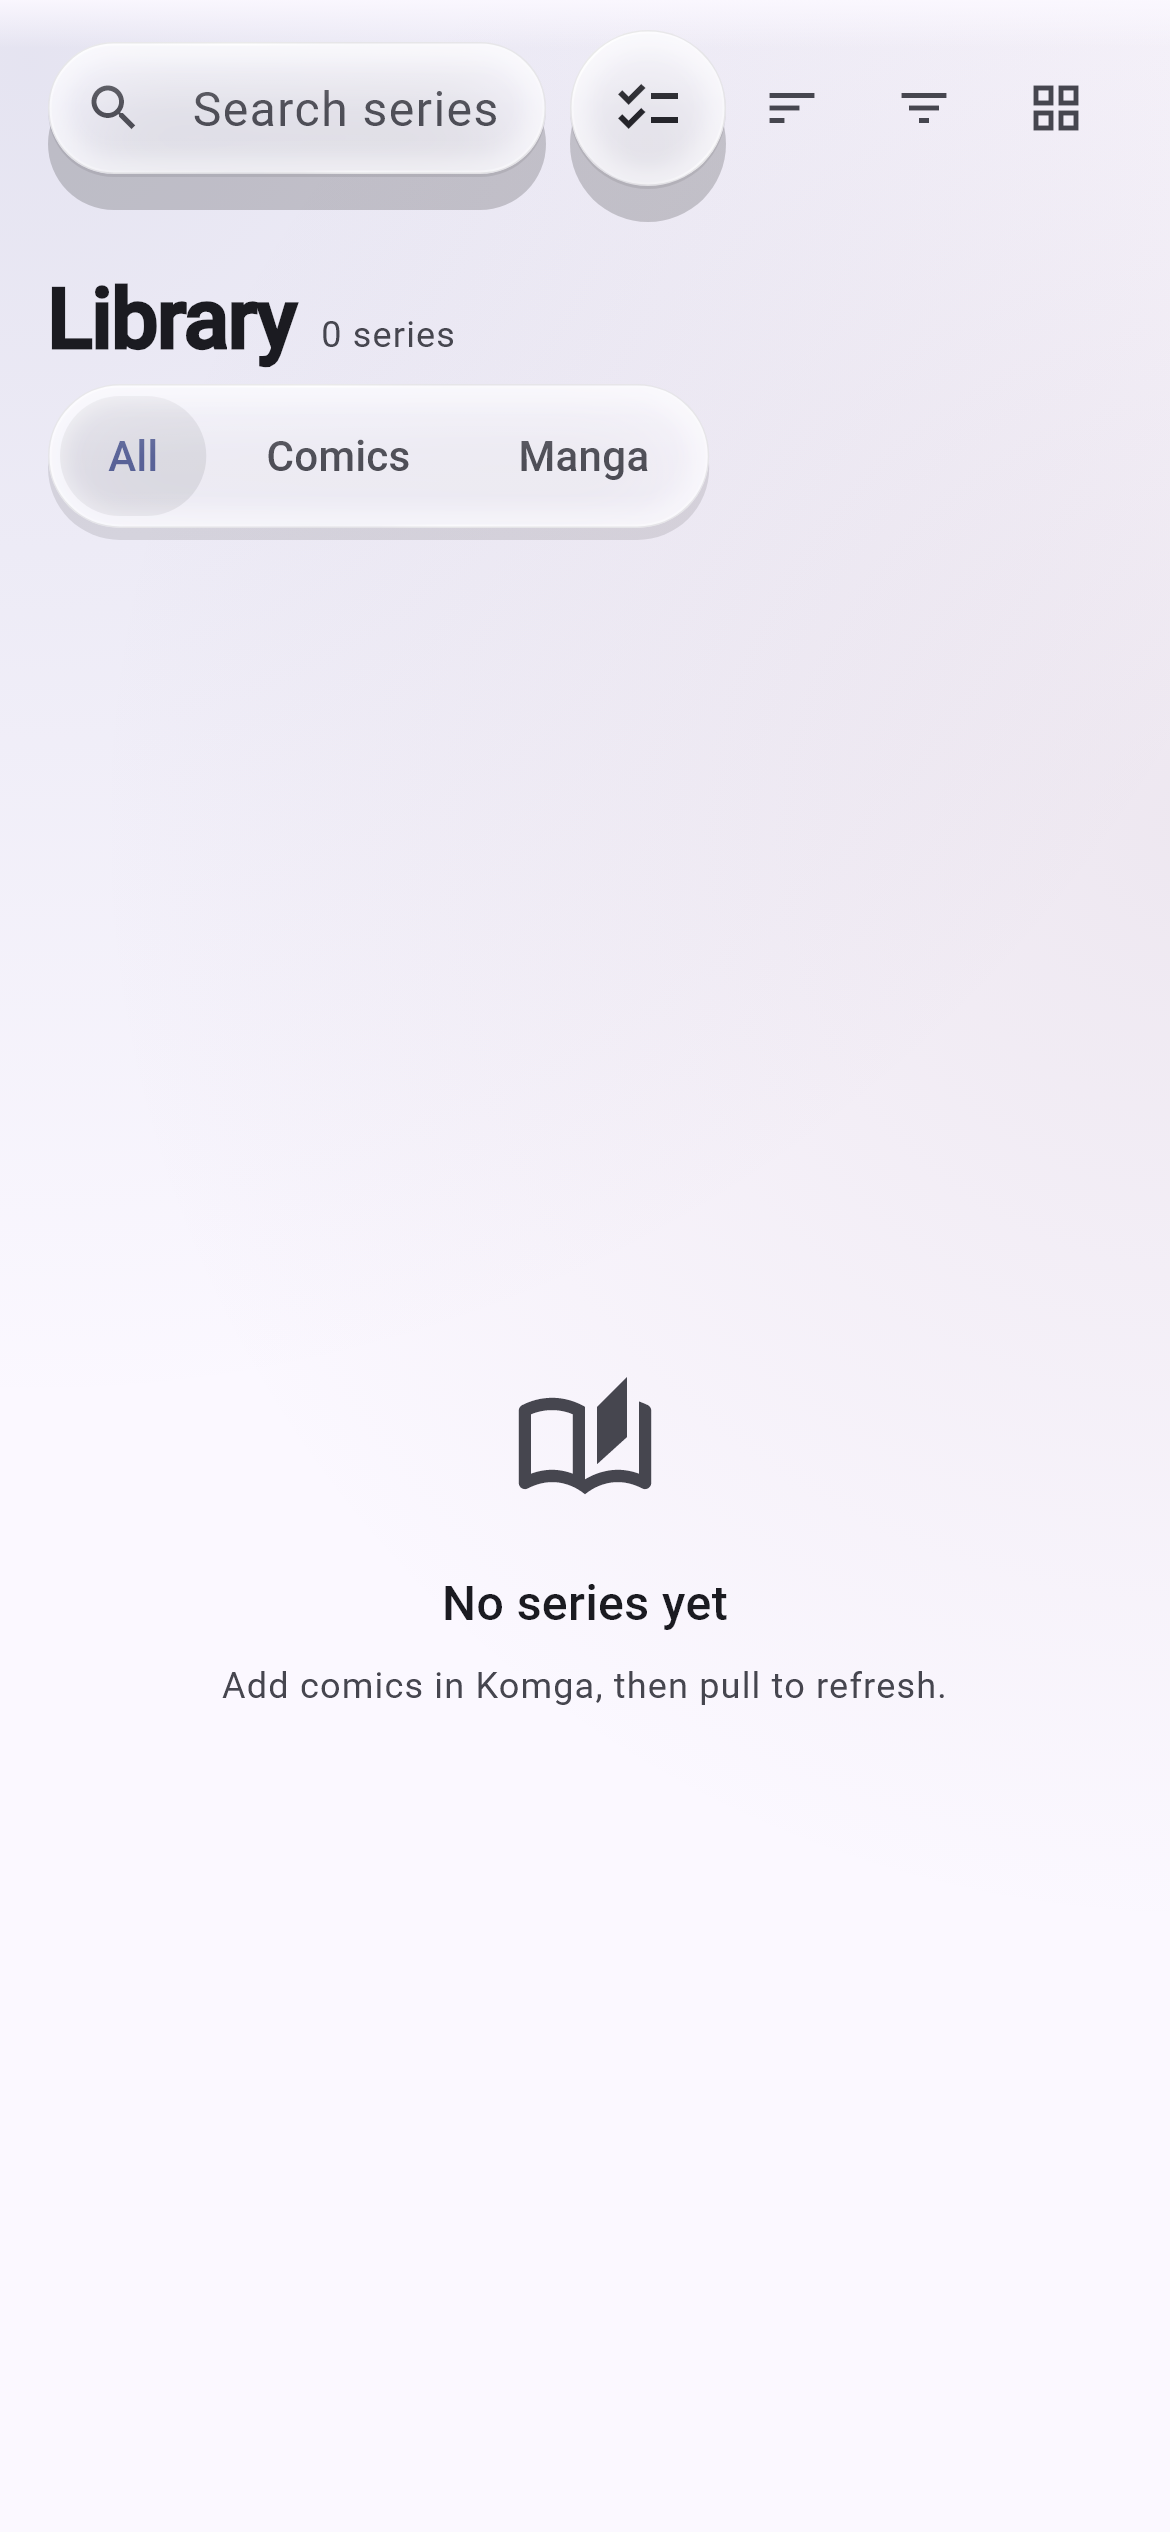 Search series
Library 0 series
All Comics Manga
No series yet
Add comics in Komga, then pull to refresh.